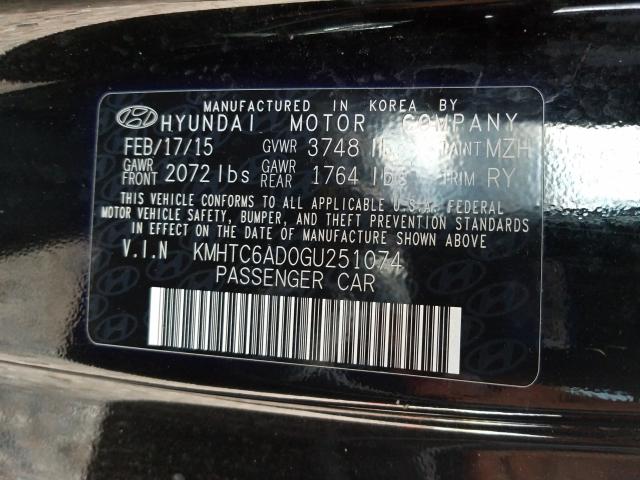 MANUFACTURED IN KOREA BY
HYUNDAI MOTOR COMPANY
FEB/17/15 GVWR 3748 PAINT MZH
GAWR FRONT 2072 lbs GAWR REAR 1764 lbs TRIM RY
THIS VEHICLE CONFORMS TO ALL APPLICABLE U.S.A. FEDERAL
MOTOR VEHICLE SAFETY, BUMPER, AND THEFT PREVENTION STANDARDS
IN EFFECT ON THE DATE OF MANUFACTURE SHOWN ABOVE.
V.I.N KMHTC6AD0GU251074
PASSENGER CAR